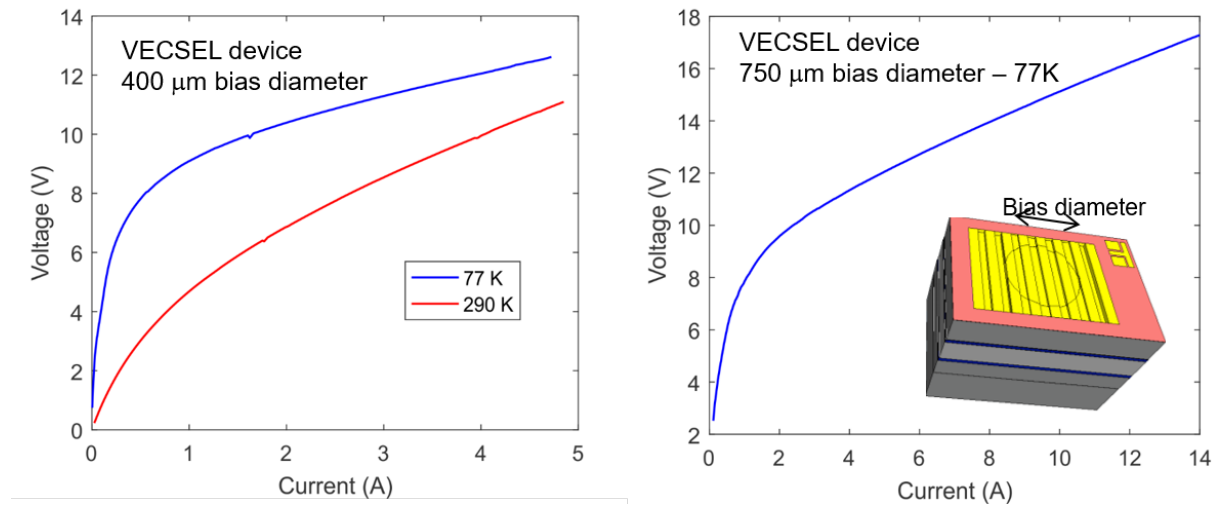 VECSEL device
400 μm bias diameter
Voltage (V)
14
12
10
8
6
4
2
0
77 K
290 K
0 1 2 3 4 5
Current (A)
VECSEL device
750 μm bias diameter – 77K
Voltage (V)
18
16
14
12
10
8
6
4
2
Bias diameter
0 2 4 6 8 10 12 14
Current (A)